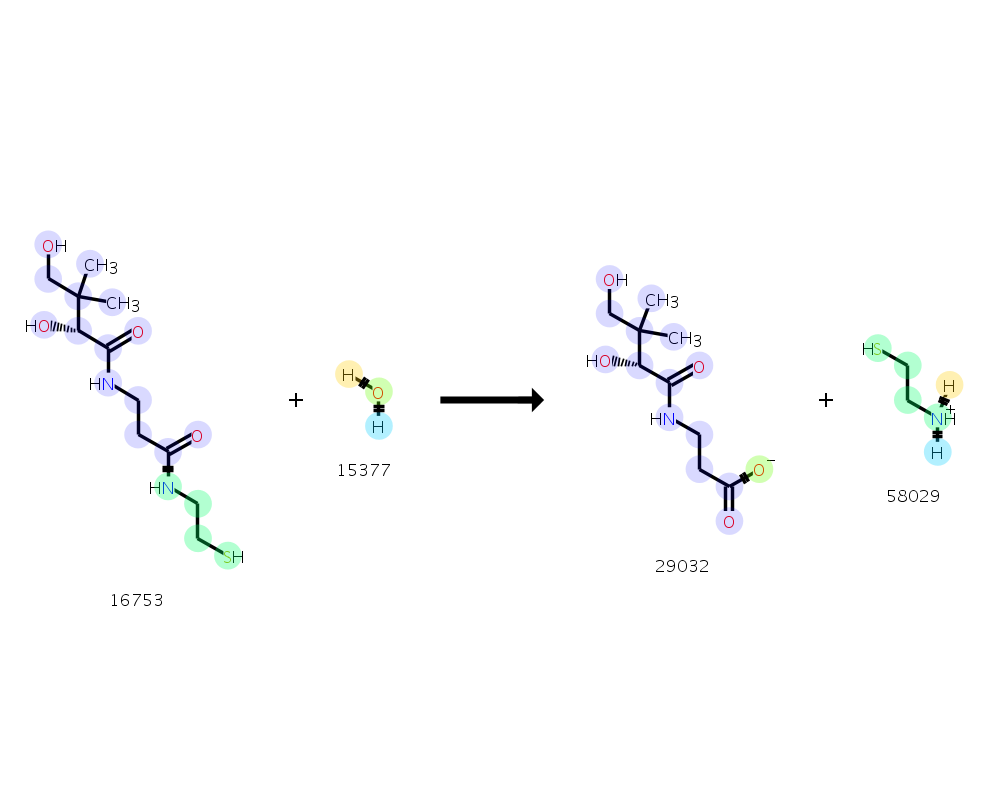 OH
CH3
CH3
HO
O
HN
O
HN
SH
16753
+
H
O
H
15377
OH
CH3
CH3
HO
O
HN
O−
O
29032
+
HS
H
+
NH
H
58029